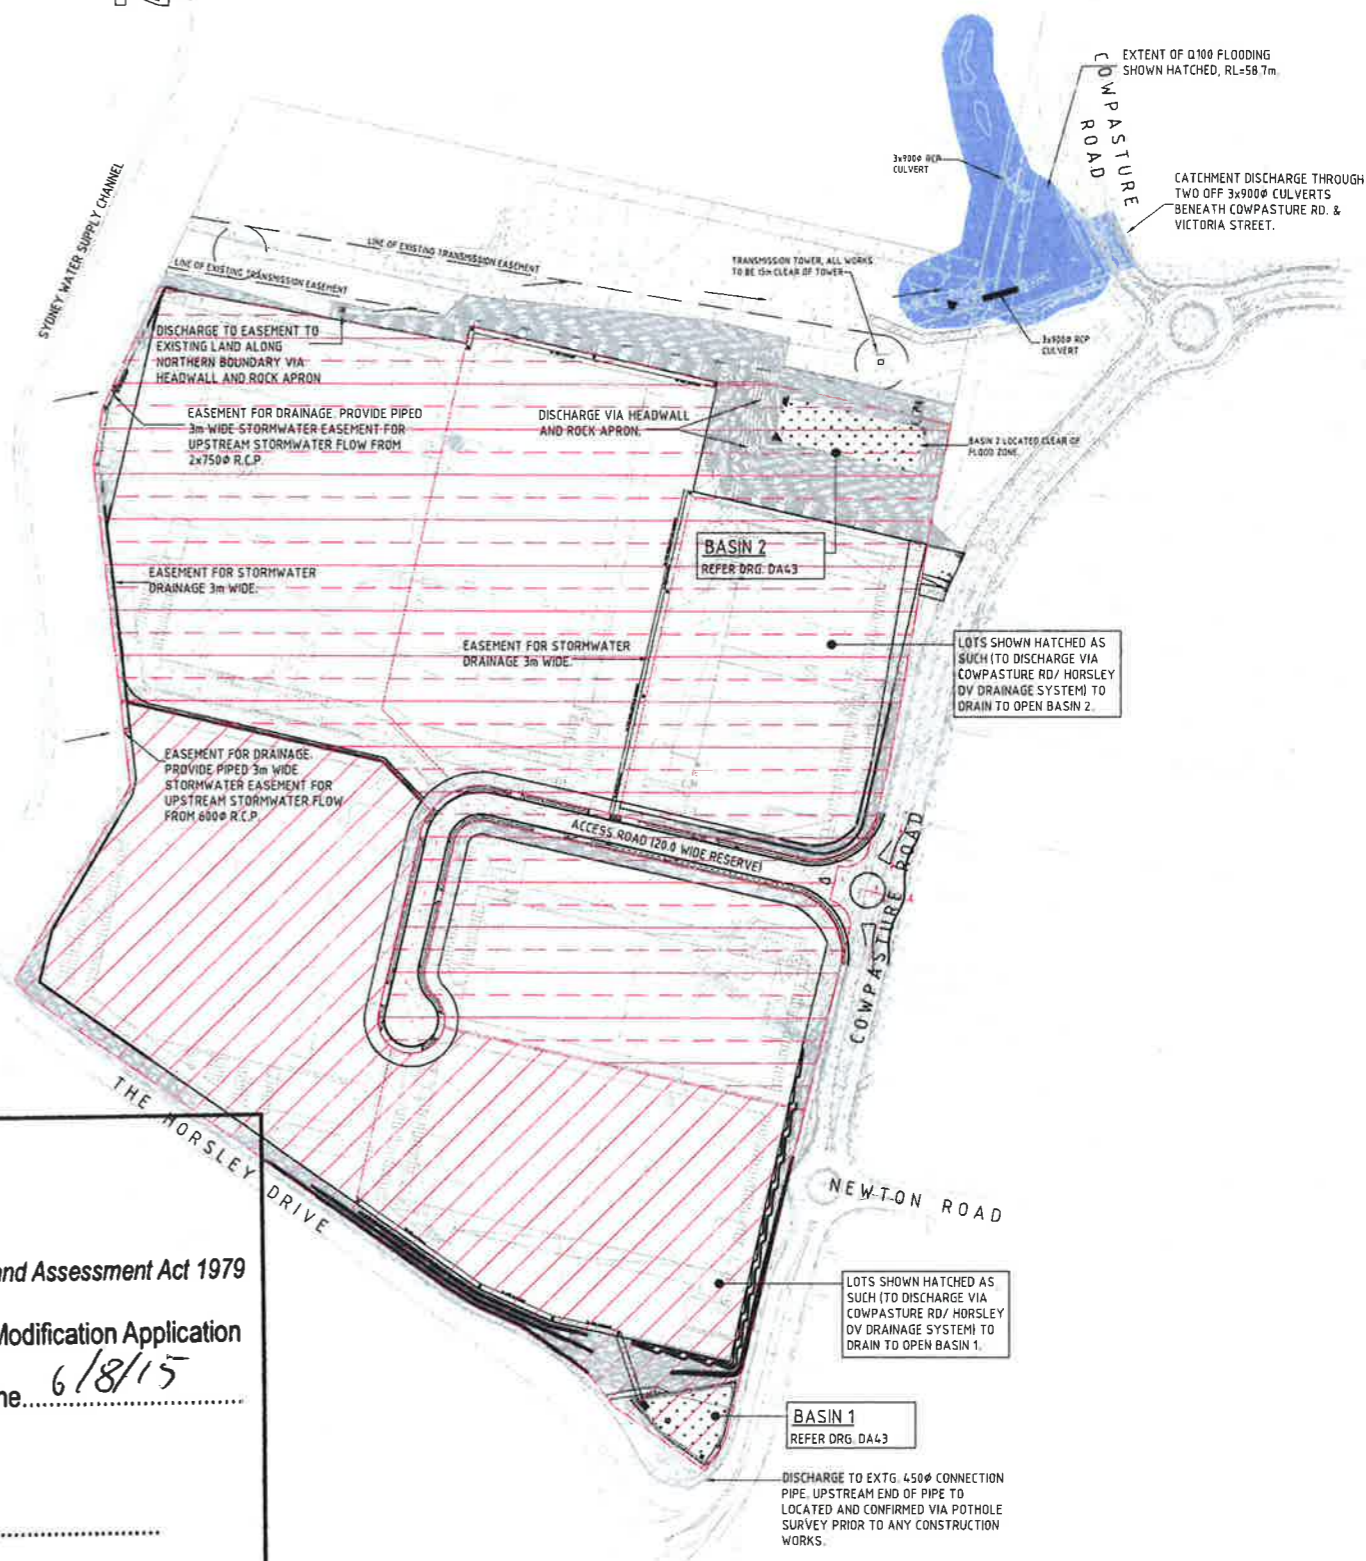 EXTENT OF Q100 FLOODING
SHOWN HATCHED, RL=58.7m.
COWPASTURE
ROAD
3x900ø RCP
CULVERT
CATCHMENT DISCHARGE THROUGH
TWO OFF 3x900ø CULVERTS
BENEATH COWPASTURE RD. &
VICTORIA STREET.
SYDNEY WATER SUPPLY CHANNEL
LINE OF EXISTING TRANSMISSION EASEMENT
LINE OF EXISTING TRANSMISSION EASEMENT
TRANSMISSION TOWER, ALL WORKS
TO BE 15m CLEAR OF TOWER
3x900ø RCP
CULVERT
DISCHARGE TO EASEMENT TO
EXISTING LAND ALONG
NORTHERN BOUNDARY VIA
HEADWALL AND ROCK APRON
EASEMENT FOR DRAINAGE. PROVIDE PIPED
3m WIDE STORMWATER EASEMENT FOR
UPSTREAM STORMWATER FLOW FROM
2x750ø R.C.P.
DISCHARGE VIA HEADWALL
AND ROCK APRON.
BASIN 2 LOCATED CLEAR OF
FLOOD ZONE.
BASIN 2
REFER DRG. DA43
EASEMENT FOR STORMWATER
DRAINAGE 3m WIDE.
EASEMENT FOR STORMWATER
DRAINAGE 3m WIDE.
LOTS SHOWN HATCHED AS
SUCH (TO DISCHARGE VIA
COWPASTURE RD/ HORSLEY
DV DRAINAGE SYSTEM) TO
DRAIN TO OPEN BASIN 2.
EASEMENT FOR DRAINAGE.
PROVIDE PIPED 3m WIDE
STORMWATER EASEMENT FOR
UPSTREAM STORMWATER FLOW
FROM 600ø R.C.P.
ACCESS ROAD (20.0 WIDE RESERVE)
COWPASTURE ROAD
THE HORSLEY DRIVE
NEWTON ROAD
nd Assessment Act 1979
Modification Application
ne.....6/8/15.....
LOTS SHOWN HATCHED AS
SUCH (TO DISCHARGE VIA
COWPASTURE RD/ HORSLEY
DV DRAINAGE SYSTEM) TO
DRAIN TO OPEN BASIN 1.
BASIN 1
REFER DRG. DA43
DISCHARGE TO EXTG. 450ø CONNECTION
PIPE. UPSTREAM END OF PIPE TO
LOCATED AND CONFIRMED VIA POTHOLE
SURVEY PRIOR TO ANY CONSTRUCTION
WORKS.